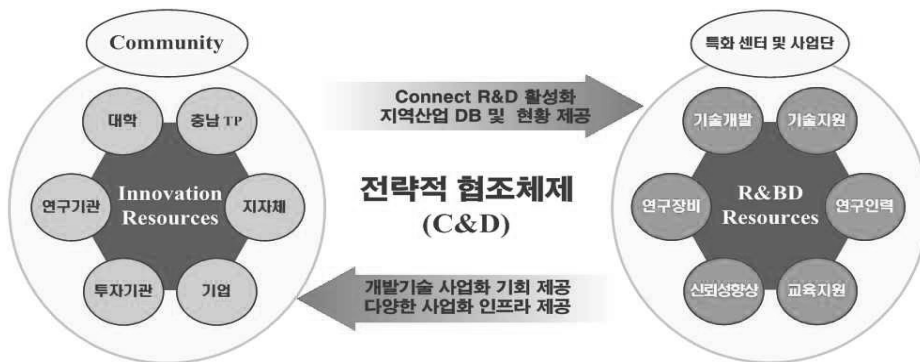 Community
대학
충남 TP
연구기관
Innovation
Resources
지자체
투자기관
기업
Connect R&D 활성화
지역산업 DB 및 현황 제공
전략적 협조체제
(C&D)
개발기술 사업화 기회 제공
다양한 사업화 인프라 제공
특화 센터 및 사업단
기술개발
기술지원
연구장비
R&BD
Resources
연구인력
신뢰성향상
교육지원